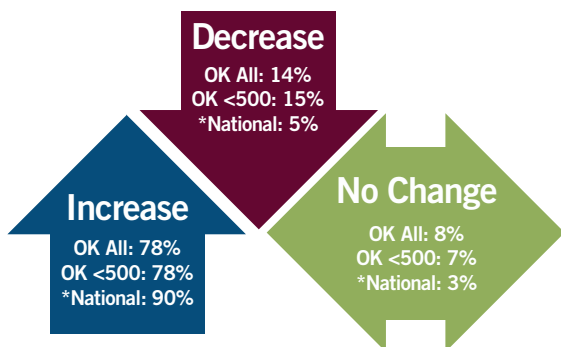 Decrease
OK All: 14%
OK <500: 15%
*National: 5%
Increase
OK All: 78%
OK <500: 78%
*National: 90%
No Change
OK All: 8%
OK <500: 7%
*National: 3%